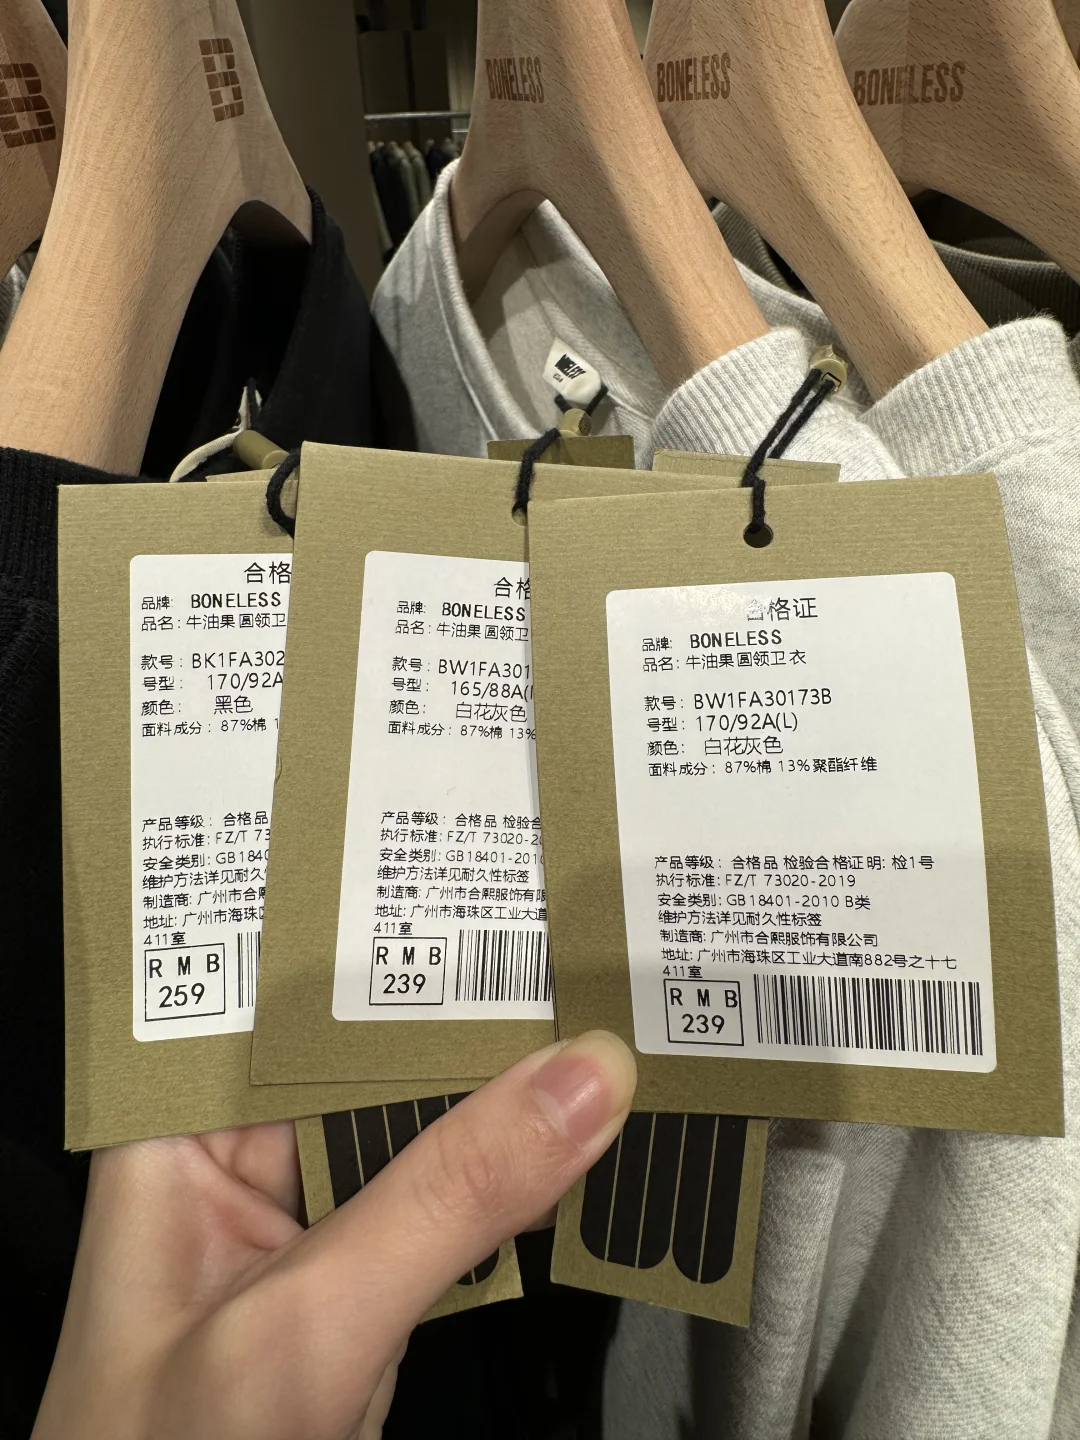 BONELESS
BONELESS
BONELESS
合格
品牌: BONELESS
品名: 牛油果圆领卫
款号: BK1FA302
号型: 170/92A
颜色: 黑色
面料成分: 87%棉 1
产品等级: 合格品
执行标准: FZ/T 73
安全类别: GB1840
维护方法详见耐久
制造商: 广州市合熙
地址: 广州市海珠区
411室
RMB
259
合格
品牌: BONELESS
品名: 牛油果圆领卫
款号: BW1FA301
号型: 165/88A(
颜色: 白花灰色
面料成分: 87%棉 13%
产品等级: 合格品 检验合
执行标准: FZ/T 73020-20
安全类别: GB18401-2010
维护方法详见耐久性标签
制造商: 广州市合熙服饰有限
地址: 广州市海珠区工业大道
411室
RMB
239
合格证
品牌: BONELESS
品名: 牛油果圆领卫衣
款号: BW1FA30173B
号型: 170/92A(L)
颜色: 白花灰色
面料成分: 87%棉 13%聚酯纤维
产品等级: 合格品 检验合格证明: 检1号
执行标准: FZ/T 73020-2019
安全类别: GB18401-2010 B类
维护方法详见耐久性标签
制造商: 广州市合熙服饰有限公司
地址: 广州市海珠区工业大道南882号之十七
411室
RMB
239